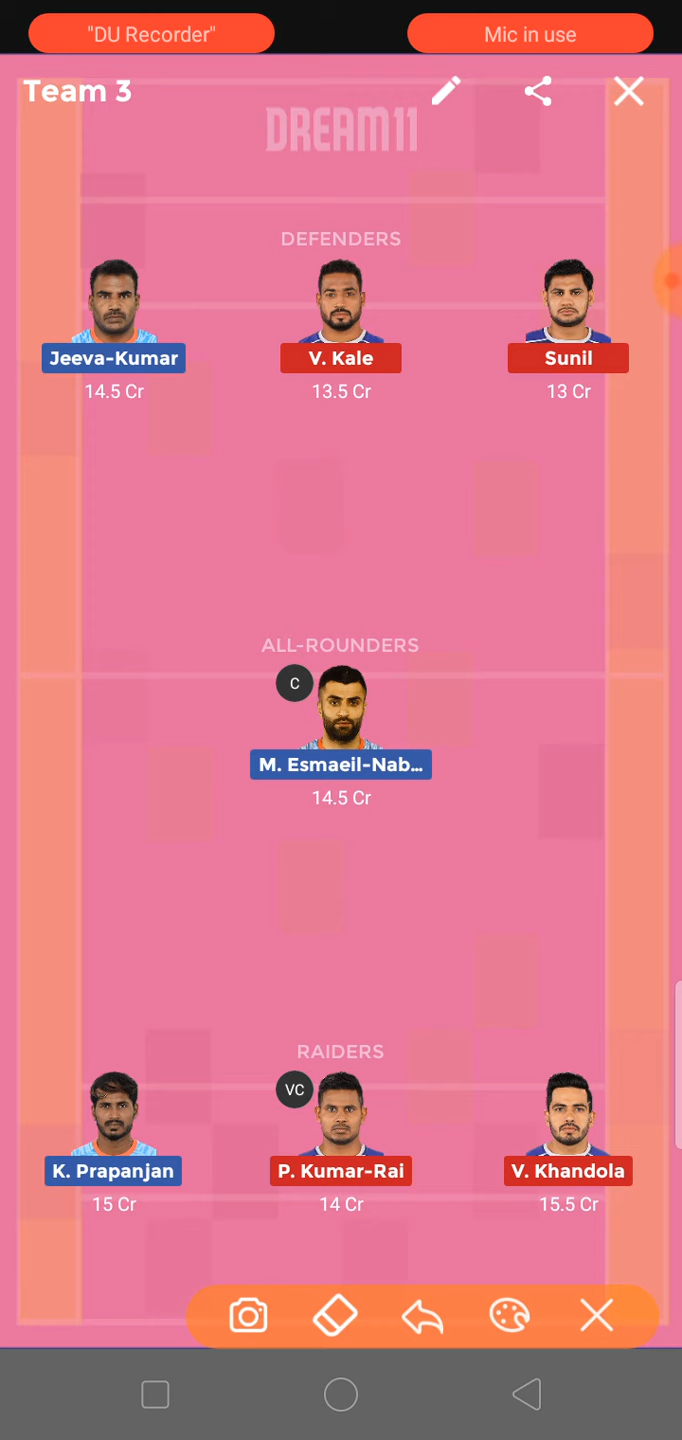 "DU Recorder"
Mic in use
Team 3
DREAM11
DEFENDERS
Jeeva-Kumar
V. Kale
Sunil
14.5 Cr
13.5 Cr
13 Cr
ALL-ROUNDERS
C
M. Esmaeil-Nab...
14.5 Cr
RAIDERS
VC
K. Prapanjan
P. Kumar-Rai
V. Khandola
15 Cr
14 Cr
15.5 Cr